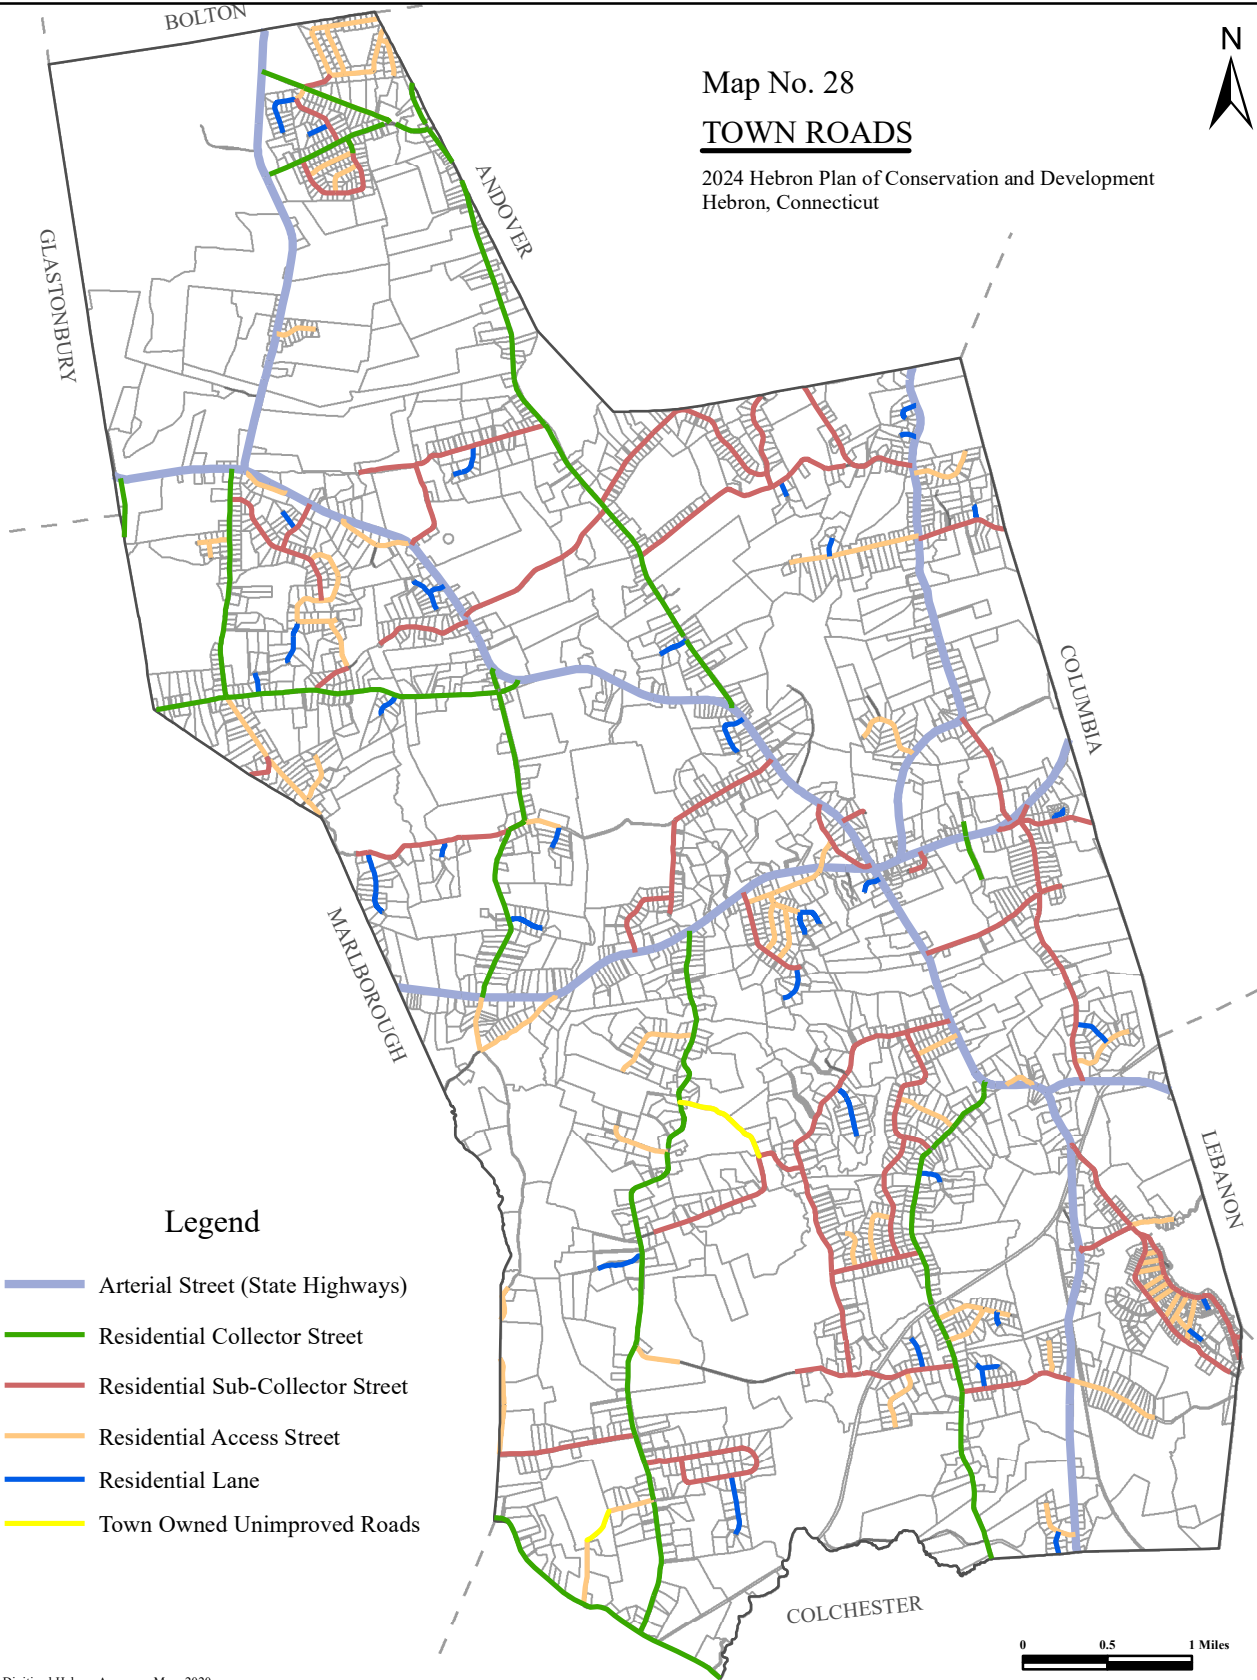 BOLTON
N
Map No. 28
TOWN ROADS
2024 Hebron Plan of Conservation and Development
Hebron, Connecticut
ANDOVER
GLASTONBURY
COLUMBIA
MARLBOROUGH
LEBANON
Legend
Arterial Street (State Highways)
Residential Collector Street
Residential Sub-Collector Street
Residential Access Street
Residential Lane
Town Owned Unimproved Roads
COLCHESTER
0 0.5 1 Miles